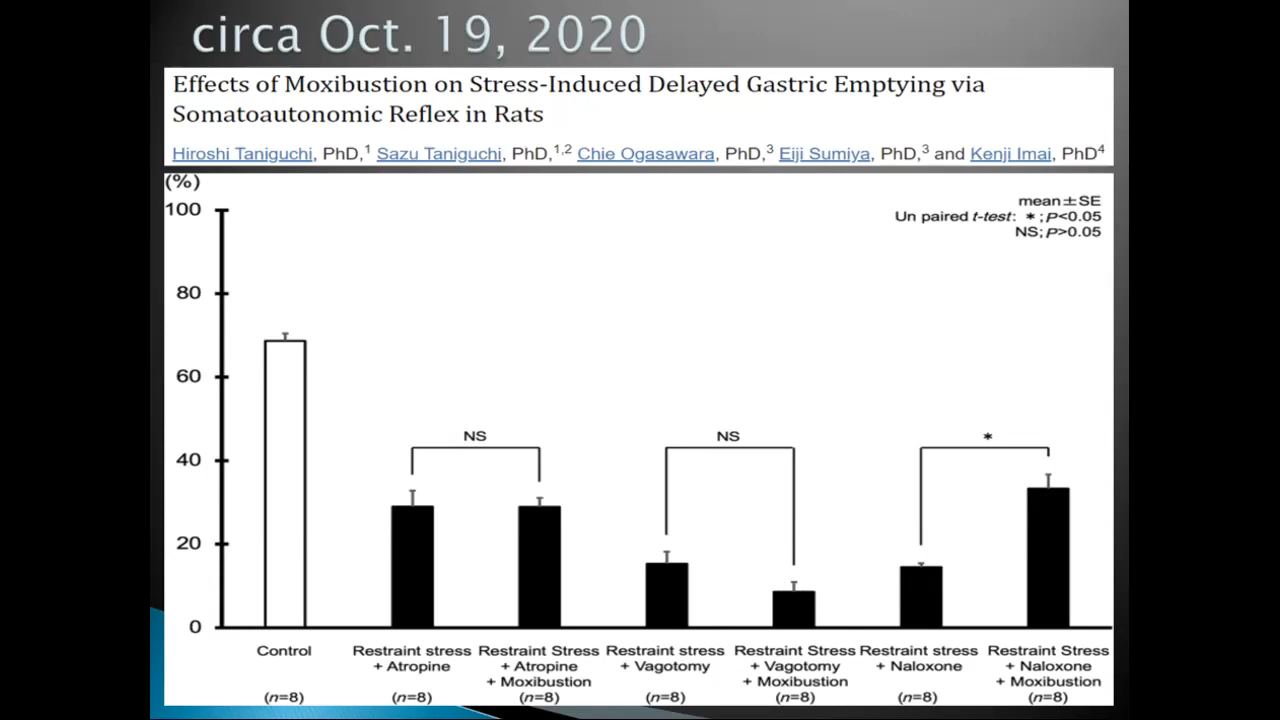 circa Oct. 19, 2020
Effects of Moxibustion on Stress-Induced Delayed Gastric Emptying via
Somatoautonomic Reflex in Rats
Hiroshi Taniguchi, PhD,1 Sazu Taniguchi, PhD,1,2 Chie Ogasawara, PhD,3 Eiji Sumiya, PhD,3 and Kenji Imai, PhD4
(%)
mean±SE
Un paired t-test: *;P<0.05
NS;P>0.05
100
80
60
40
20
0
NS
NS
*
Control
(n=8)
Restraint stress
+ Atropine
(n=8)
Restraint Stress
+ Atropine
+ Moxibustion
(n=8)
Restraint stress
+ Vagotomy
(n=8)
Restraint Stress
+ Vagotomy
+ Moxibustion
(n=8)
Restraint stress
+ Naloxone
(n=8)
Restraint Stress
+ Naloxone
+ Moxibustion
(n=8)